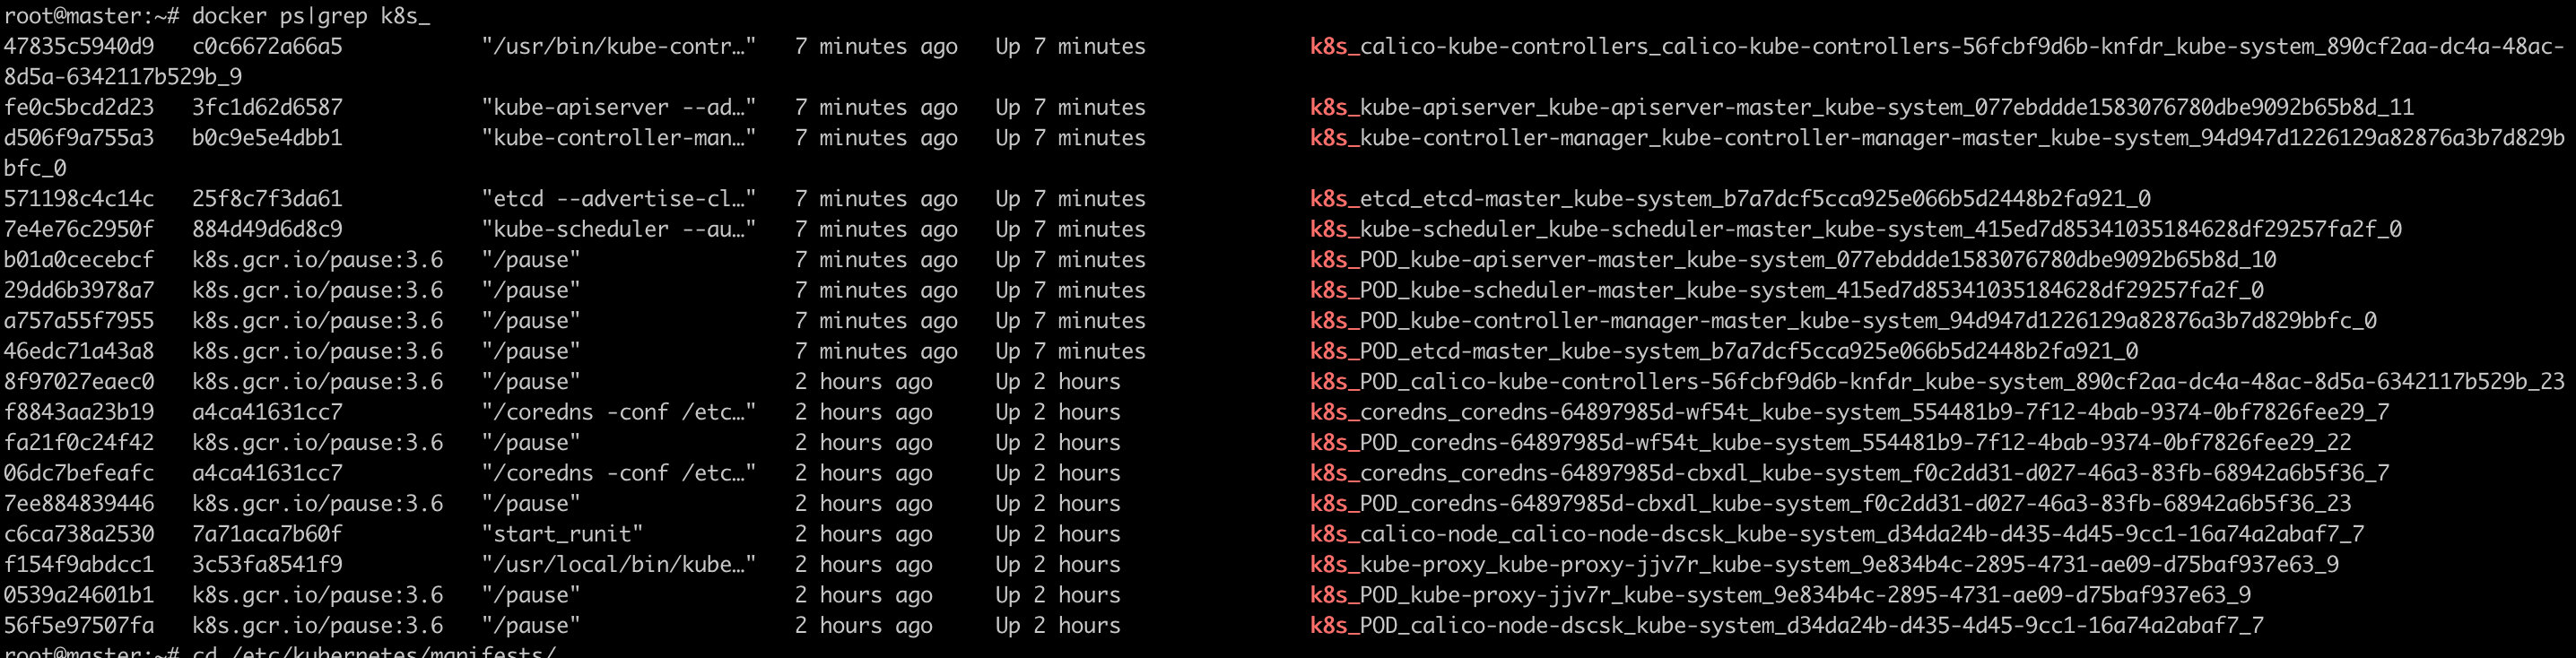 root@master:~# docker ps|grep k8s_
47835c5940d9   c0c6672a66a5           "/usr/bin/kube-contr…"   7 minutes ago   Up 7 minutes             k8s_calico-kube-controllers_calico-kube-controllers-56fcbf9d6b-knfdr_kube-system_890cf2aa-dc4a-48ac-
8d5a-6342117b529b_9
fe0c5bcd2d23   3fc1d62d6587           "kube-apiserver --ad…"   7 minutes ago   Up 7 minutes             k8s_kube-apiserver_kube-apiserver-master_kube-system_077ebddde1583076780dbe9092b65b8d_11
d506f9a755a3   b0c9e5e4dbb1           "kube-controller-man…"   7 minutes ago   Up 7 minutes             k8s_kube-controller-manager_kube-controller-manager-master_kube-system_94d947d1226129a82876a3b7d829b
bfc_0
571198c4c14c   25f8c7f3da61           "etcd --advertise-cl…"   7 minutes ago   Up 7 minutes             k8s_etcd_etcd-master_kube-system_b7a7dcf5cca925e066b5d2448b2fa921_0
7e4e76c2950f   884d49d6d8c9           "kube-scheduler --au…"   7 minutes ago   Up 7 minutes             k8s_kube-scheduler_kube-scheduler-master_kube-system_415ed7d85341035184628df29257fa2f_0
b01a0cecebcf   k8s.gcr.io/pause:3.6   "/pause"                 7 minutes ago   Up 7 minutes             k8s_POD_kube-apiserver-master_kube-system_077ebddde1583076780dbe9092b65b8d_10
29dd6b3978a7   k8s.gcr.io/pause:3.6   "/pause"                 7 minutes ago   Up 7 minutes             k8s_POD_kube-scheduler-master_kube-system_415ed7d85341035184628df29257fa2f_0
a757a55f7955   k8s.gcr.io/pause:3.6   "/pause"                 7 minutes ago   Up 7 minutes             k8s_POD_kube-controller-manager-master_kube-system_94d947d1226129a82876a3b7d829bbfc_0
46edc71a43a8   k8s.gcr.io/pause:3.6   "/pause"                 7 minutes ago   Up 7 minutes             k8s_POD_etcd-master_kube-system_b7a7dcf5cca925e066b5d2448b2fa921_0
8f97027eaec0   k8s.gcr.io/pause:3.6   "/pause"                 2 hours ago     Up 2 hours               k8s_POD_calico-kube-controllers-56fcbf9d6b-knfdr_kube-system_890cf2aa-dc4a-48ac-8d5a-6342117b529b_23
f8843aa23b19   a4ca41631cc7           "/coredns -conf /etc…"   2 hours ago     Up 2 hours               k8s_coredns_coredns-64897985d-wf54t_kube-system_554481b9-7f12-4bab-9374-0bf7826fee29_7
fa21f0c24f42   k8s.gcr.io/pause:3.6   "/pause"                 2 hours ago     Up 2 hours               k8s_POD_coredns-64897985d-wf54t_kube-system_554481b9-7f12-4bab-9374-0bf7826fee29_22
06dc7befeafc   a4ca41631cc7           "/coredns -conf /etc…"   2 hours ago     Up 2 hours               k8s_coredns_coredns-64897985d-cbxdl_kube-system_f0c2dd31-d027-46a3-83fb-68942a6b5f36_7
7ee884839446   k8s.gcr.io/pause:3.6   "/pause"                 2 hours ago     Up 2 hours               k8s_POD_coredns-64897985d-cbxdl_kube-system_f0c2dd31-d027-46a3-83fb-68942a6b5f36_23
c6ca738a2530   7a71aca7b60f           "start_runit"            2 hours ago     Up 2 hours               k8s_calico-node_calico-node-dscsk_kube-system_d34da24b-d435-4d45-9cc1-16a74a2abaf7_7
f154f9abdcc1   3c53fa8541f9           "/usr/local/bin/kube…"   2 hours ago     Up 2 hours               k8s_kube-proxy_kube-proxy-jjv7r_kube-system_9e834b4c-2895-4731-ae09-d75baf937e63_9
0539a24601b1   k8s.gcr.io/pause:3.6   "/pause"                 2 hours ago     Up 2 hours               k8s_POD_kube-proxy-jjv7r_kube-system_9e834b4c-2895-4731-ae09-d75baf937e63_9
56f5e97507fa   k8s.gcr.io/pause:3.6   "/pause"                 2 hours ago     Up 2 hours               k8s_POD_calico-node-dscsk_kube-system_d34da24b-d435-4d45-9cc1-16a74a2abaf7_7
root@master:~# cd /etc/kubernetes/manifests/